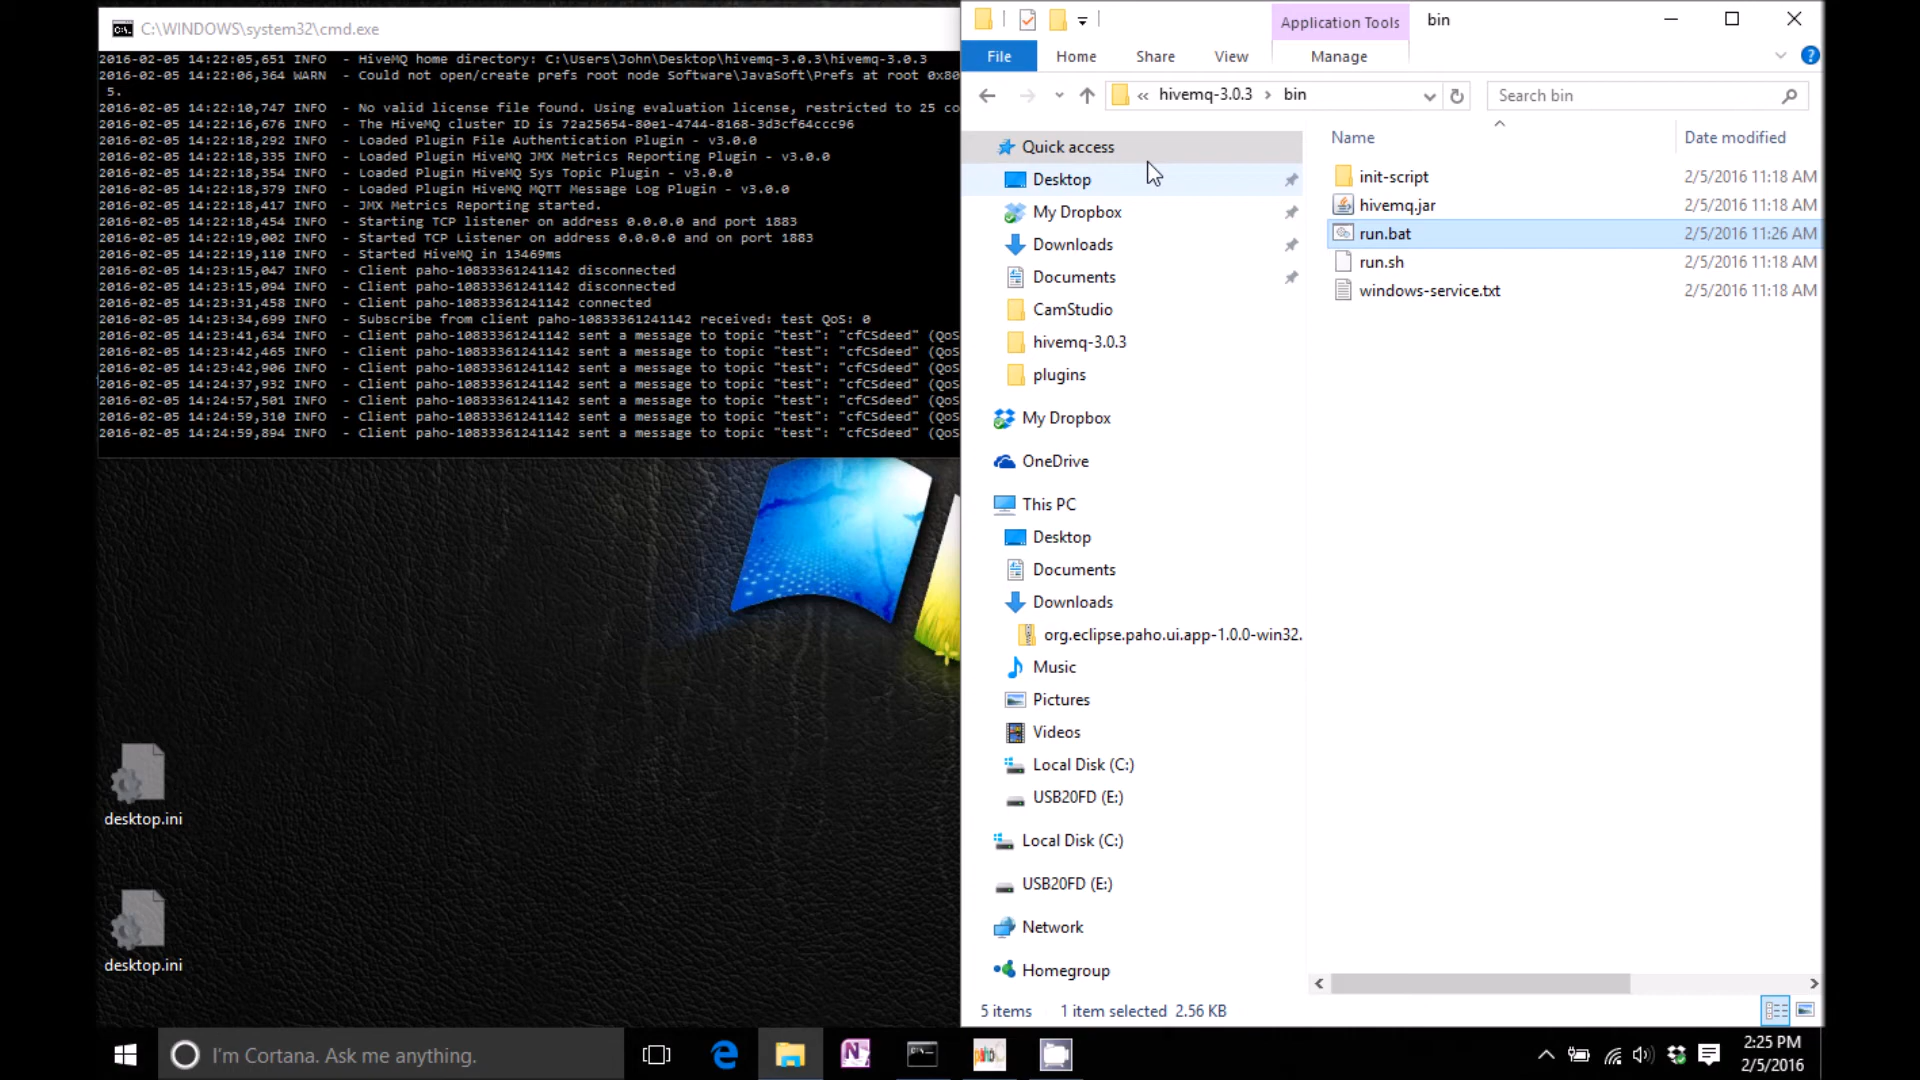 C:\WINDOWS\system32\cmd.exe
2016-02-05 14:22:05,651 INFO - HiveMQ home directory: C:\Users\John\Desktop\hivemq-3.0.3\hivemq-3.0.3
2016-02-05 14:22:06,364 WARN - Could not open/create prefs root node Software\JavaSoft\Prefs at root 0x80
5.
2016-02-05 14:22:10,747 INFO - No valid license file found. Using evaluation license, restricted to 25 co
2016-02-05 14:22:16,676 INFO - The HiveMQ cluster ID is 72a25654-80e1-4744-8168-3d3cf64ccc96
2016-02-05 14:22:18,292 INFO - Loaded Plugin File Authentication Plugin - v3.0.0
2016-02-05 14:22:18,335 INFO - Loaded Plugin HiveMQ JMX Metrics Reporting Plugin - v3.0.0
2016-02-05 14:22:18,354 INFO - Loaded Plugin HiveMQ Sys Topic Plugin - v3.0.0
2016-02-05 14:22:18,379 INFO - Loaded Plugin HiveMQ MQTT Message Log Plugin - v3.0.0
2016-02-05 14:22:18,417 INFO - JMX Metrics Reporting started.
2016-02-05 14:22:18,454 INFO - Starting TCP listener on address 0.0.0.0 and port 1883
2016-02-05 14:22:19,002 INFO - Started TCP Listener on address 0.0.0.0 and on port 1883
2016-02-05 14:22:19,110 INFO - Started HiveMQ in 13469ms
2016-02-05 14:23:15,047 INFO - Client paho-10833361241142 disconnected
2016-02-05 14:23:15,094 INFO - Client paho-10833361241142 disconnected
2016-02-05 14:23:31,458 INFO - Client paho-10833361241142 connected
2016-02-05 14:23:34,699 INFO - Subscribe from client paho-10833361241142 received: test QoS: 0
2016-02-05 14:23:41,634 INFO - Client paho-10833361241142 sent a message to topic "test": "cfCSdeed" (QoS
2016-02-05 14:23:42,465 INFO - Client paho-10833361241142 sent a message to topic "test": "cfCSdeed" (QoS
2016-02-05 14:23:42,906 INFO - Client paho-10833361241142 sent a message to topic "test": "cfCSdeed" (QoS
2016-02-05 14:24:37,932 INFO - Client paho-10833361241142 sent a message to topic "test": "cfCSdeed" (QoS
2016-02-05 14:24:57,501 INFO - Client paho-10833361241142 sent a message to topic "test": "cfCSdeed" (QoS
2016-02-05 14:24:59,310 INFO - Client paho-10833361241142 sent a message to topic "test": "cfCSdeed" (QoS
2016-02-05 14:24:59,894 INFO - Client paho-10833361241142 sent a message to topic "test": "cfCSdeed" (QoS
desktop.ini
desktop.ini
Application Tools bin
File Home Share View Manage
« hivemq-3.0.3 › bin
Search bin
Quick access
Desktop
My Dropbox
Downloads
Documents
CamStudio
hivemq-3.0.3
plugins
My Dropbox
OneDrive
This PC
Desktop
Documents
Downloads
org.eclipse.paho.ui.app-1.0.0-win32.
Music
Pictures
Videos
Local Disk (C:)
USB20FD (E:)
Local Disk (C:)
USB20FD (E:)
Network
Homegroup
Name Date modified
init-script 2/5/2016 11:18 AM
hivemq.jar 2/5/2016 11:18 AM
run.bat 2/5/2016 11:26 AM
run.sh 2/5/2016 11:18 AM
windows-service.txt 2/5/2016 11:18 AM
5 items 1 item selected 2.56 KB
I'm Cortana. Ask me anything.
paho
2:25 PM
2/5/2016